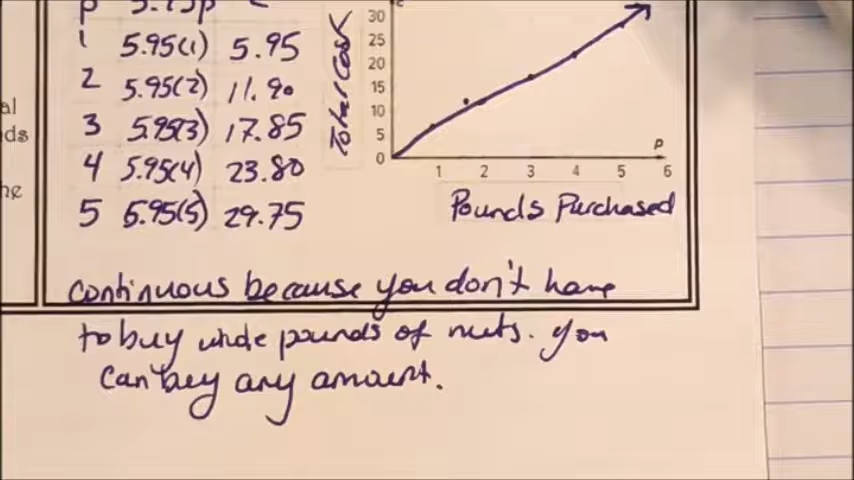 p 5.95p c
1 5.95(1) 5.95
2 5.95(2) 11.90
3 5.95(3) 17.85
4 5.95(4) 23.80
5 5.95(5) 29.75
Total Cost
c
30
25
20
15
10
5
0
p
1 2 3 4 5 6
Pounds Purchased
al
nds
he
continuous because you don't have
to buy whole pounds of nuts. you
can buy any amount.